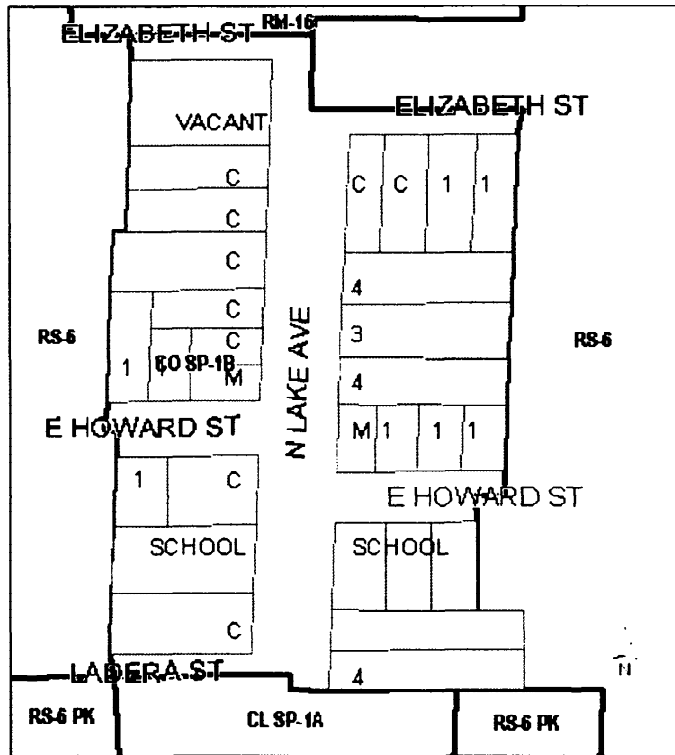 RM-16
ELIZABETH ST
ELIZABETH ST
VACANT
C
C C 1 1
C
C
4
C
3
RS-6
C
RS-6
1 CO SP-1B
M
4
N LAKE AVE
E HOWARD ST
M 1 1 1
1 C
E HOWARD ST
SCHOOL
SCHOOL
C
LADERA ST
4
N
RS-6 PK
CL SP-1A
RS-6 PK